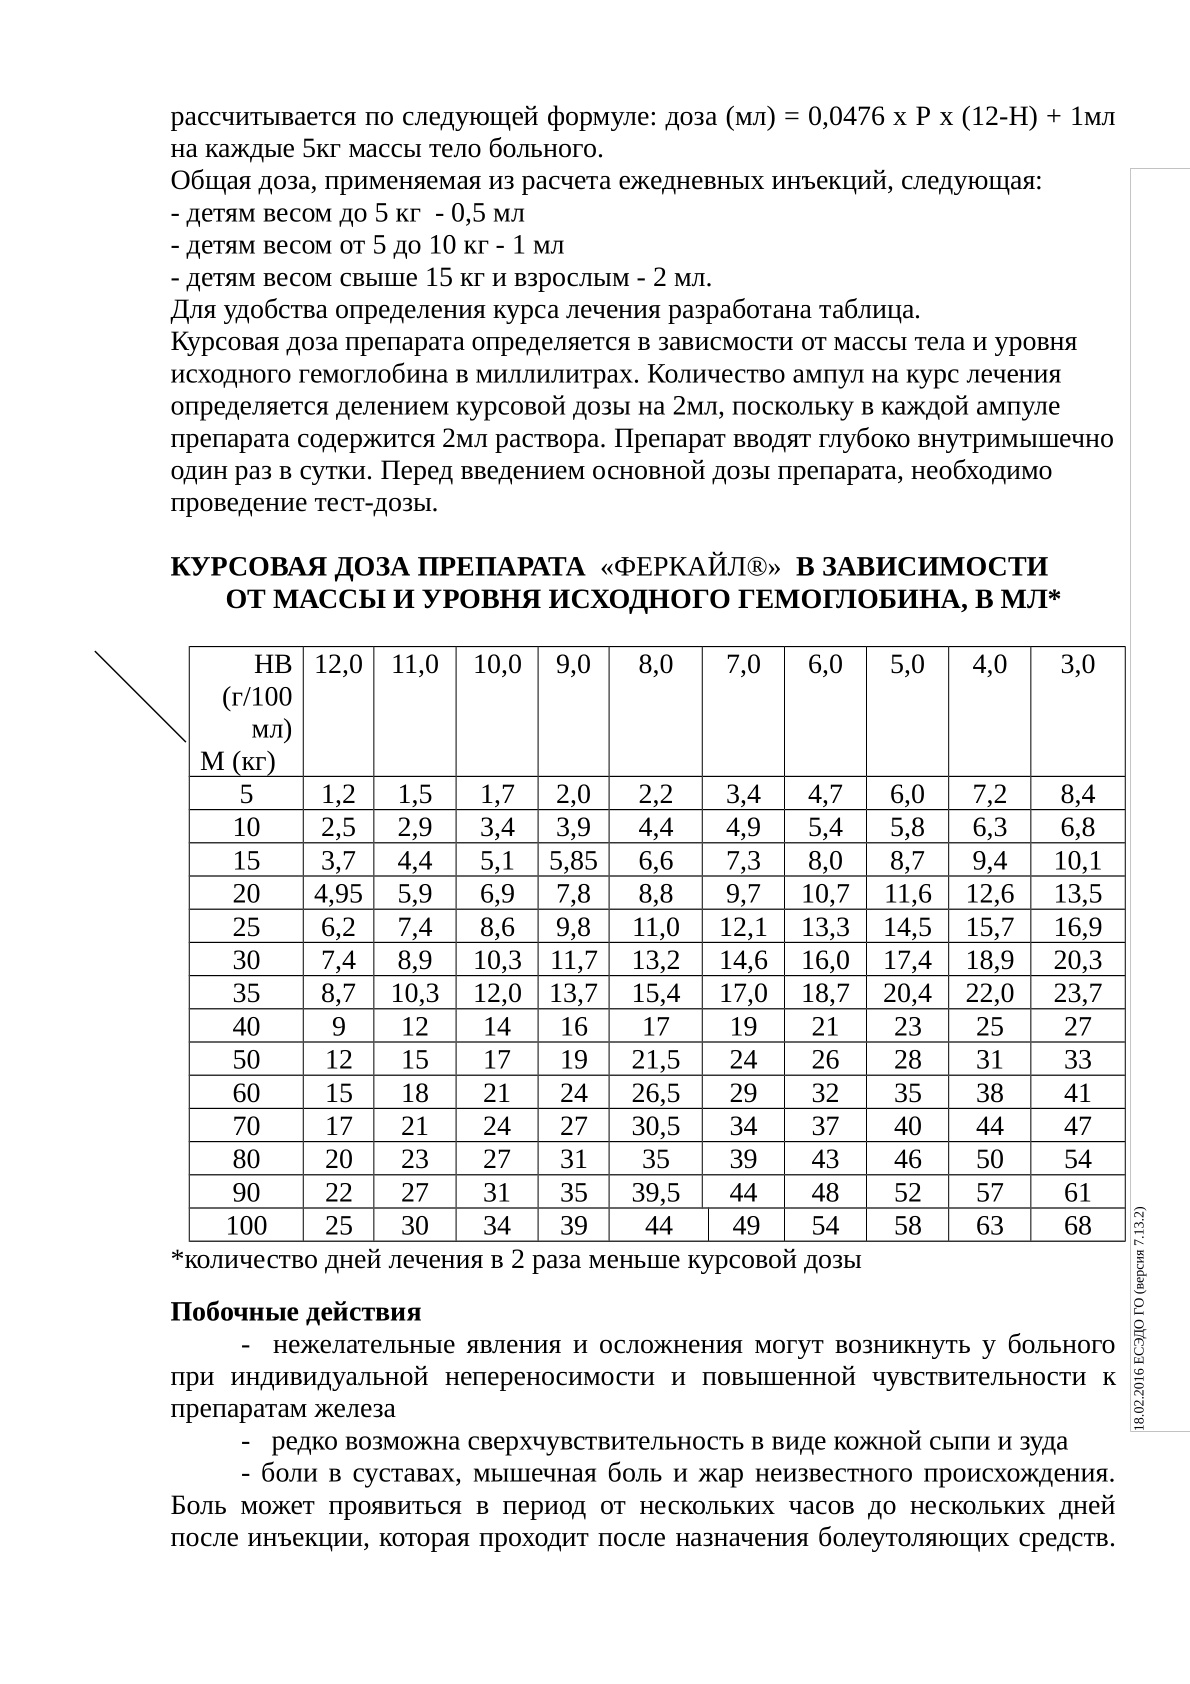 рассчитывается по следующей формуле: доза (мл) = 0,0476 х Р х (12-Н) + 1мл
на каждые 5кг массы тело больного.
Общая доза, применяемая из расчета ежедневных инъекций, следующая:
- детям весом до 5 кг - 0,5 мл
- детям весом от 5 до 10 кг - 1 мл
- детям весом свыше 15 кг и взрослым - 2 мл.
Для удобства определения курса лечения разработана таблица.
Курсовая доза препарата определяется в зависмости от массы тела и уровня
исходного гемоглобина в миллилитрах. Количество ампул на курс лечения
определяется делением курсовой дозы на 2мл, поскольку в каждой ампуле
препарата содержится 2мл раствора. Препарат вводят глубоко внутримышечно
один раз в сутки. Перед введением основной дозы препарата, необходимо
проведение тест-дозы.
КУРСОВАЯ ДОЗА ПРЕПАРАТА «ФЕРКАЙЛ®» В ЗАВИСИМОСТИ
ОТ МАССЫ И УРОВНЯ ИСХОДНОГО ГЕМОГЛОБИНА, В МЛ*
НВ 12,0 11,0 10,0 9,0 8,0 7,0 6,0 5,0 4,0 3,0
(г/100
мл)
М (кг)
5 1,2 1,5 1,7 2,0 2,2 3,4 4,7 6,0 7,2 8,4
10 2,5 2,9 3,4 3,9 4,4 4,9 5,4 5,8 6,3 6,8
15 3,7 4,4 5,1 5,85 6,6 7,3 8,0 8,7 9,4 10,1
20 4,95 5,9 6,9 7,8 8,8 9,7 10,7 11,6 12,6 13,5
25 6,2 7,4 8,6 9,8 11,0 12,1 13,3 14,5 15,7 16,9
30 7,4 8,9 10,3 11,7 13,2 14,6 16,0 17,4 18,9 20,3
35 8,7 10,3 12,0 13,7 15,4 17,0 18,7 20,4 22,0 23,7
40 9 12 14 16 17 19 21 23 25 27
50 12 15 17 19 21,5 24 26 28 31 33
60 15 18 21 24 26,5 29 32 35 38 41
70 17 21 24 27 30,5 34 37 40 44 47
80 20 23 27 31 35 39 43 46 50 54
90 22 27 31 35 39,5 44 48 52 57 61
100 25 30 34 39 44 49 54 58 63 68
*количество дней лечения в 2 раза меньше курсовой дозы
Побочные действия
- нежелательные явления и осложнения могут возникнуть у больного
при индивидуальной непереносимости и повышенной чувствительности к
препаратам железа
- редко возможна сверхчувствительность в виде кожной сыпи и зуда
- боли в суставах, мышечная боль и жар неизвестного происхождения.
Боль может проявиться в период от нескольких часов до нескольких дней
после инъекции, которая проходит после назначения болеутоляющих средств.
18.02.2016 ЕСЭДО ГО (версия 7.13.2)